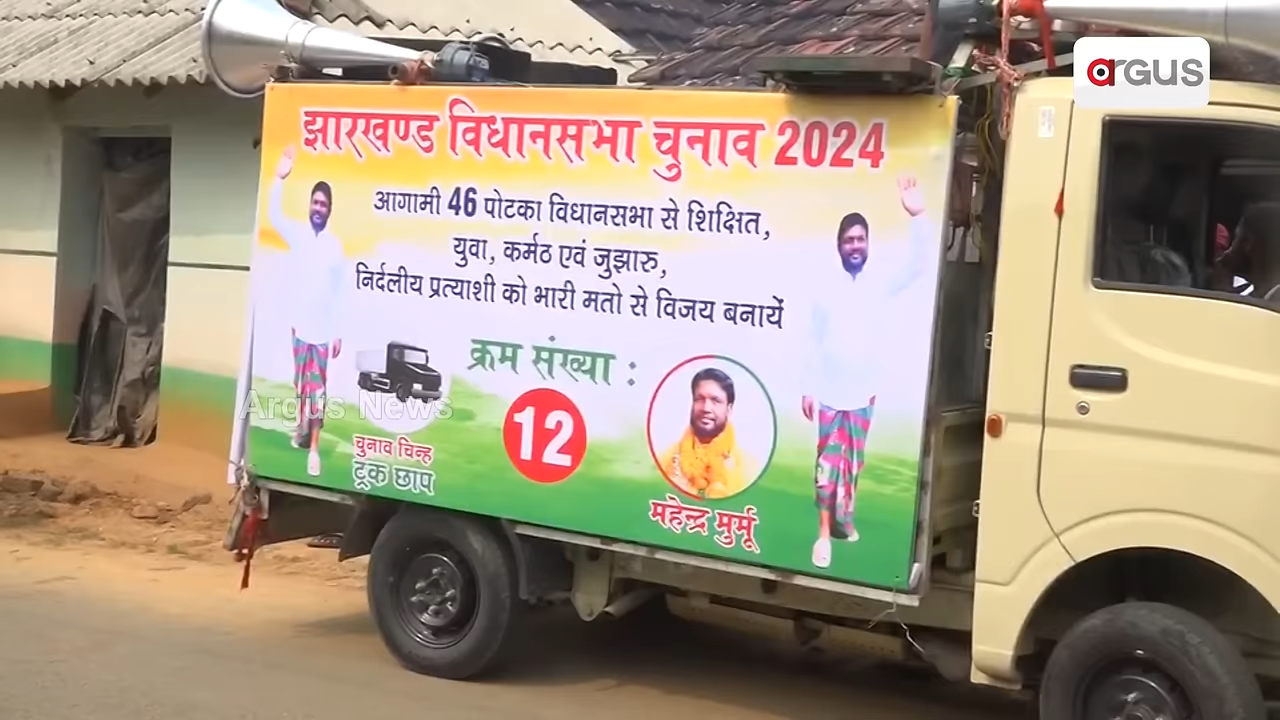 argus
झारखण्ड विधानसभा चुनाव 2024
आगामी 46 पोटका विधानसभा से शिक्षित,
युवा, कर्मठ एवं जुझारु,
निर्दलीय प्रत्याशी को भारी मतो से विजय बनायें
क्रम संख्या :
12
Argus News
चुनाव चिन्ह
ट्रक छाप
महेन्द्र मुर्मू